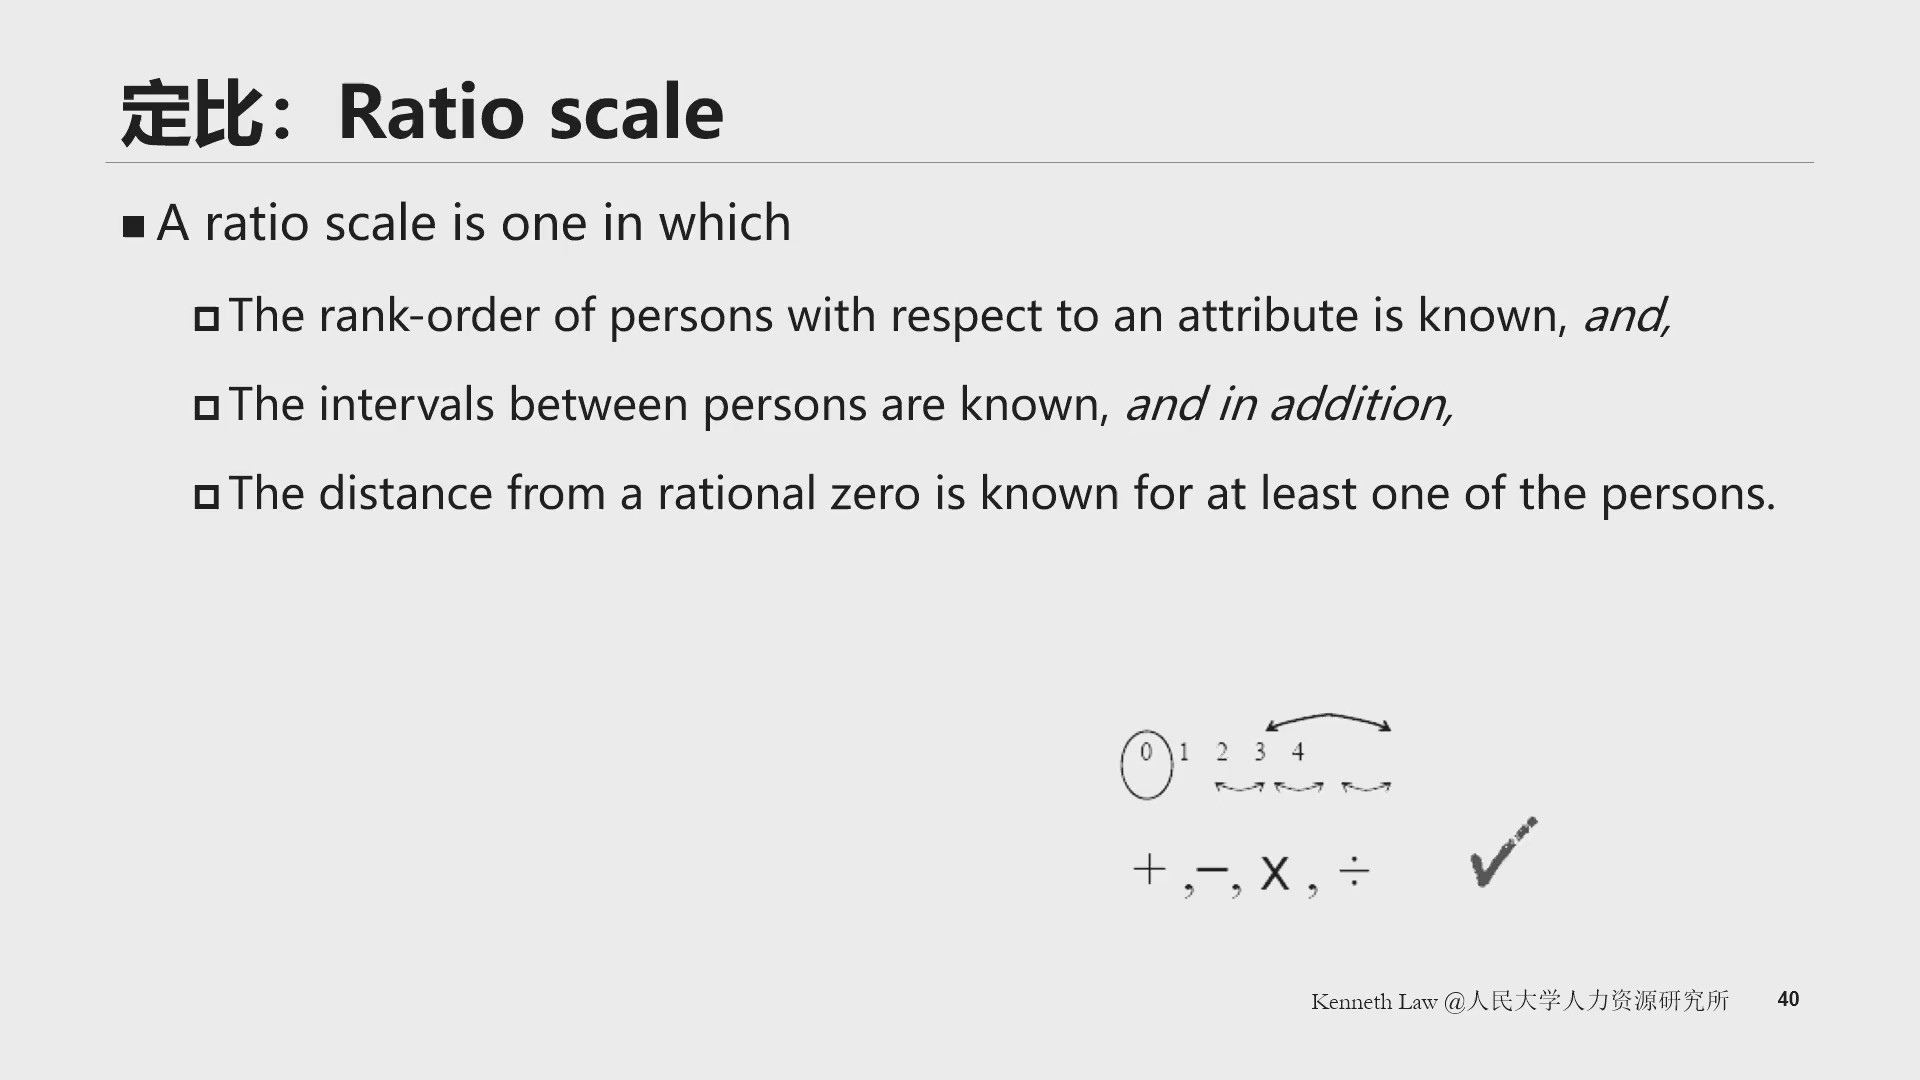 定比：Ratio scale
A ratio scale is one in which
The rank-order of persons with respect to an attribute is known, and,
The intervals between persons are known, and in addition,
The distance from a rational zero is known for at least one of the persons.
0 1 2 3 4
+ ,−, x , ÷
Kenneth Law @人民大学人力资源研究所 40